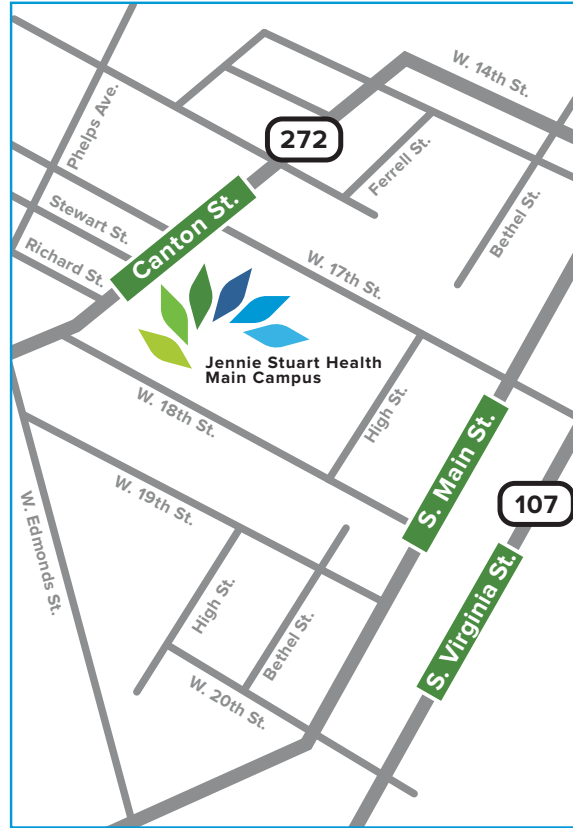 W. 14th St.
Phelps Ave.
272
Ferrell St.
Bethel St.
Stewart St.
Canton St.
Richard St.
W. 17th St.
Jennie Stuart Health
Main Campus
W. 18th St.
High St.
S. Main St.
W. 19th St.
107
W. Edmonds St.
High St.
Bethel St.
S. Virginia St.
W. 20th St.